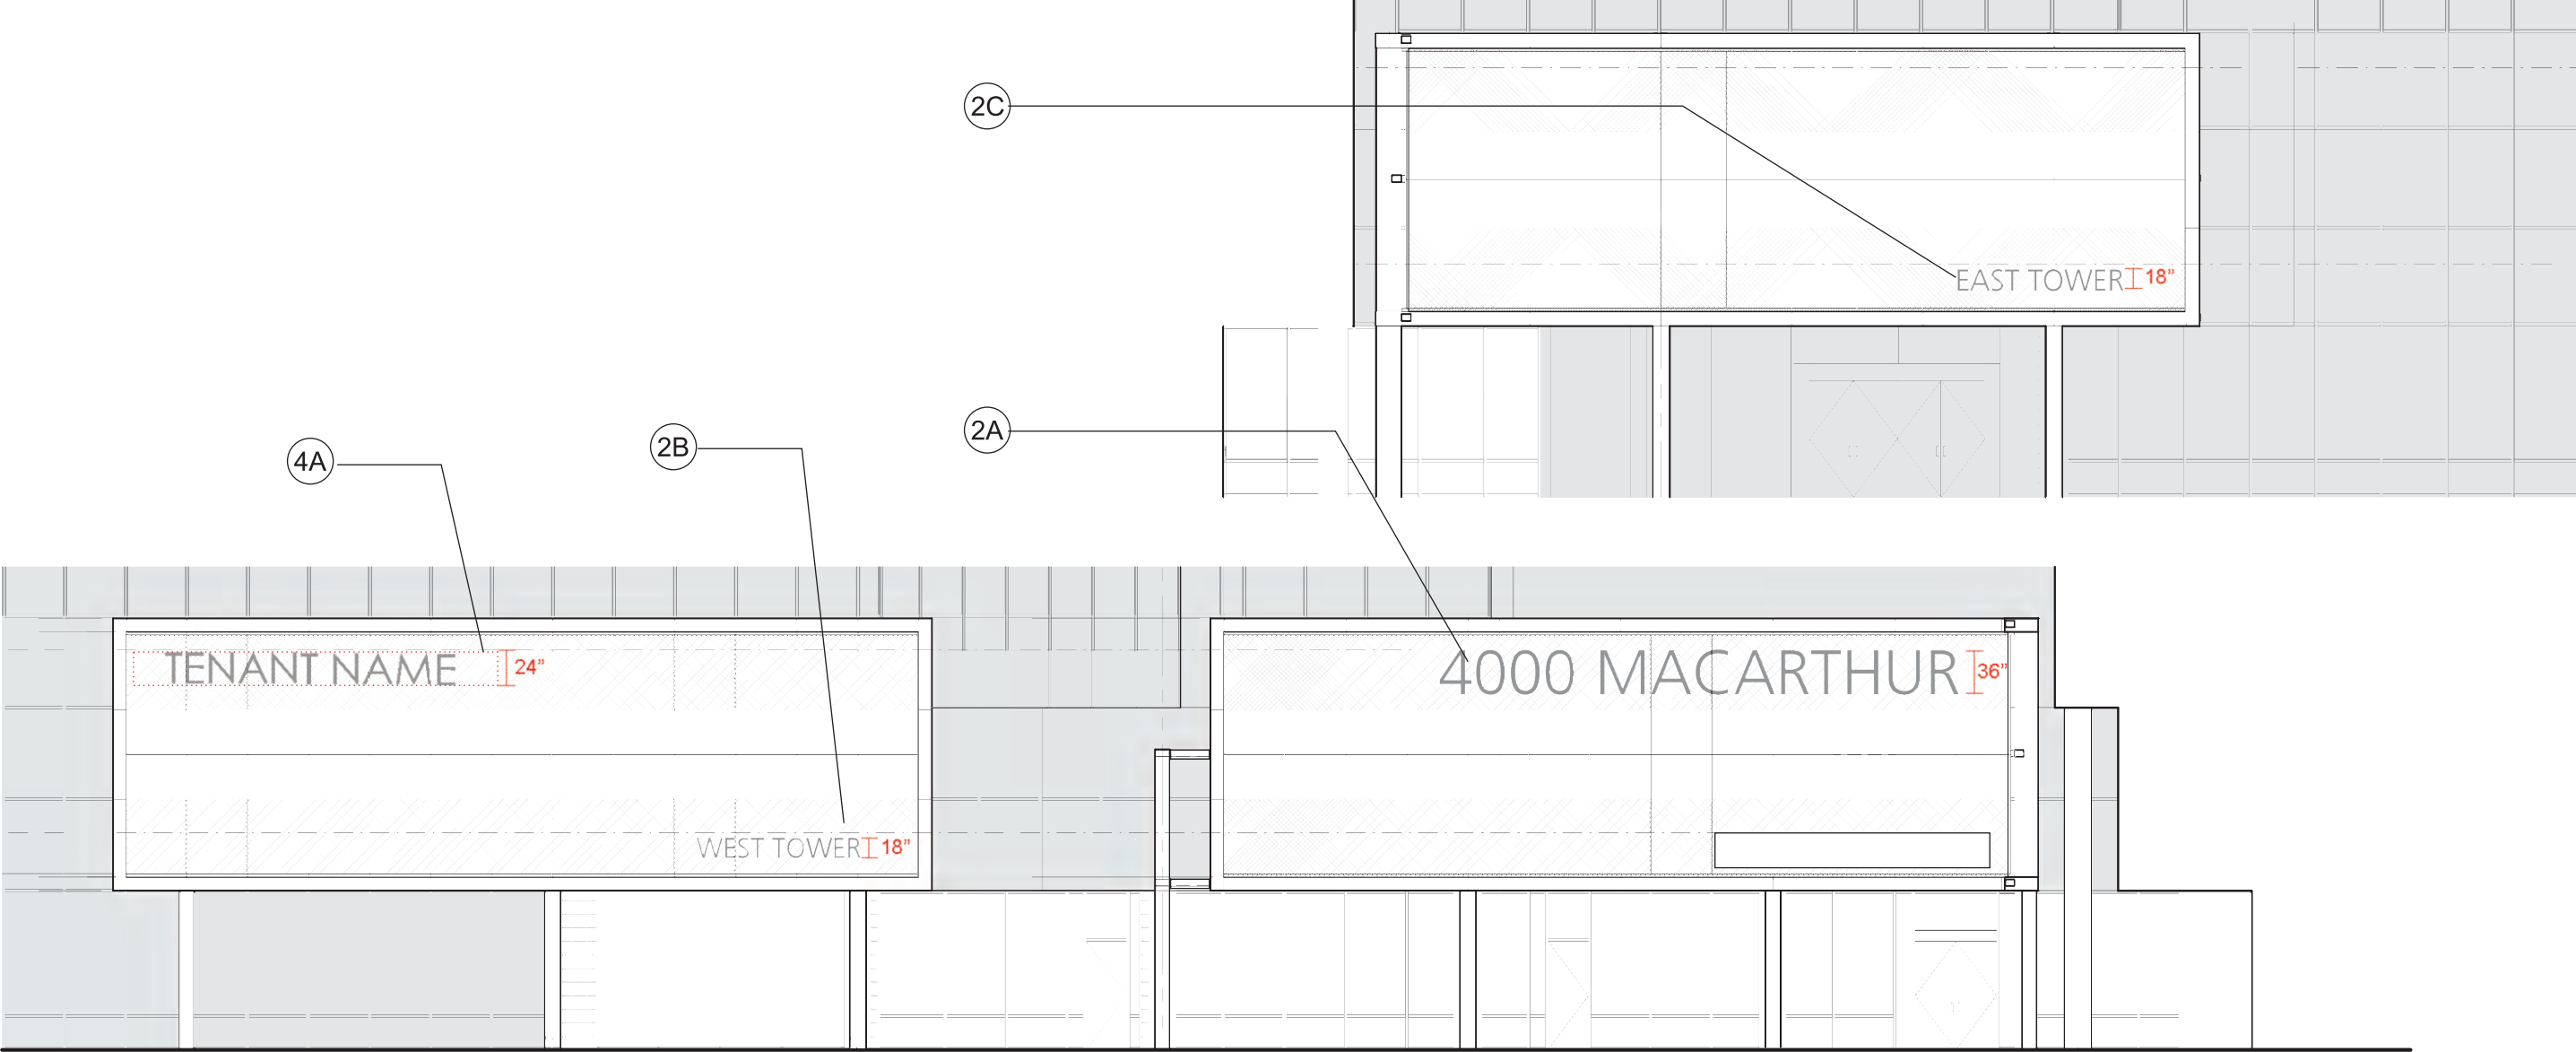 2C
EAST TOWER 18”
2A
2B
4A
TENANT NAME 24”
4000 MACARTHUR 36”
WEST TOWER 18”